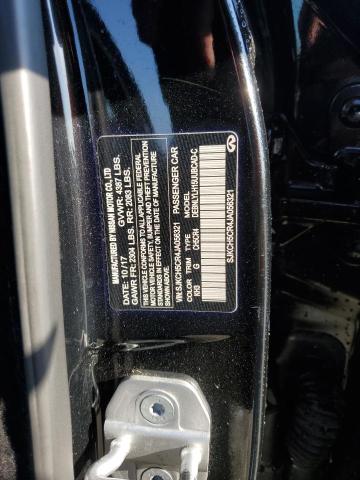 MANUFACTURED BY NISSAN MOTOR CO., LTD
DATE: 10/17 GVWR: 4387 LBS.
GAWR FR: 2304 LBS. RR: 2083 LBS.
THIS VEHICLE CONFORMS TO ALL APPLICABLE FEDERAL
MOTOR VEHICLE SAFETY, BUMPER AND THEFT PREVENTION
STANDARDS IN EFFECT ON THE DATE OF MANUFACTURE
SHOWN ABOVE.
VIN: SJKCH5CR4JA056321 PASSENGER CAR
COLOR TRIM TYPE MODEL
G
SJKCH5CR4JA056321